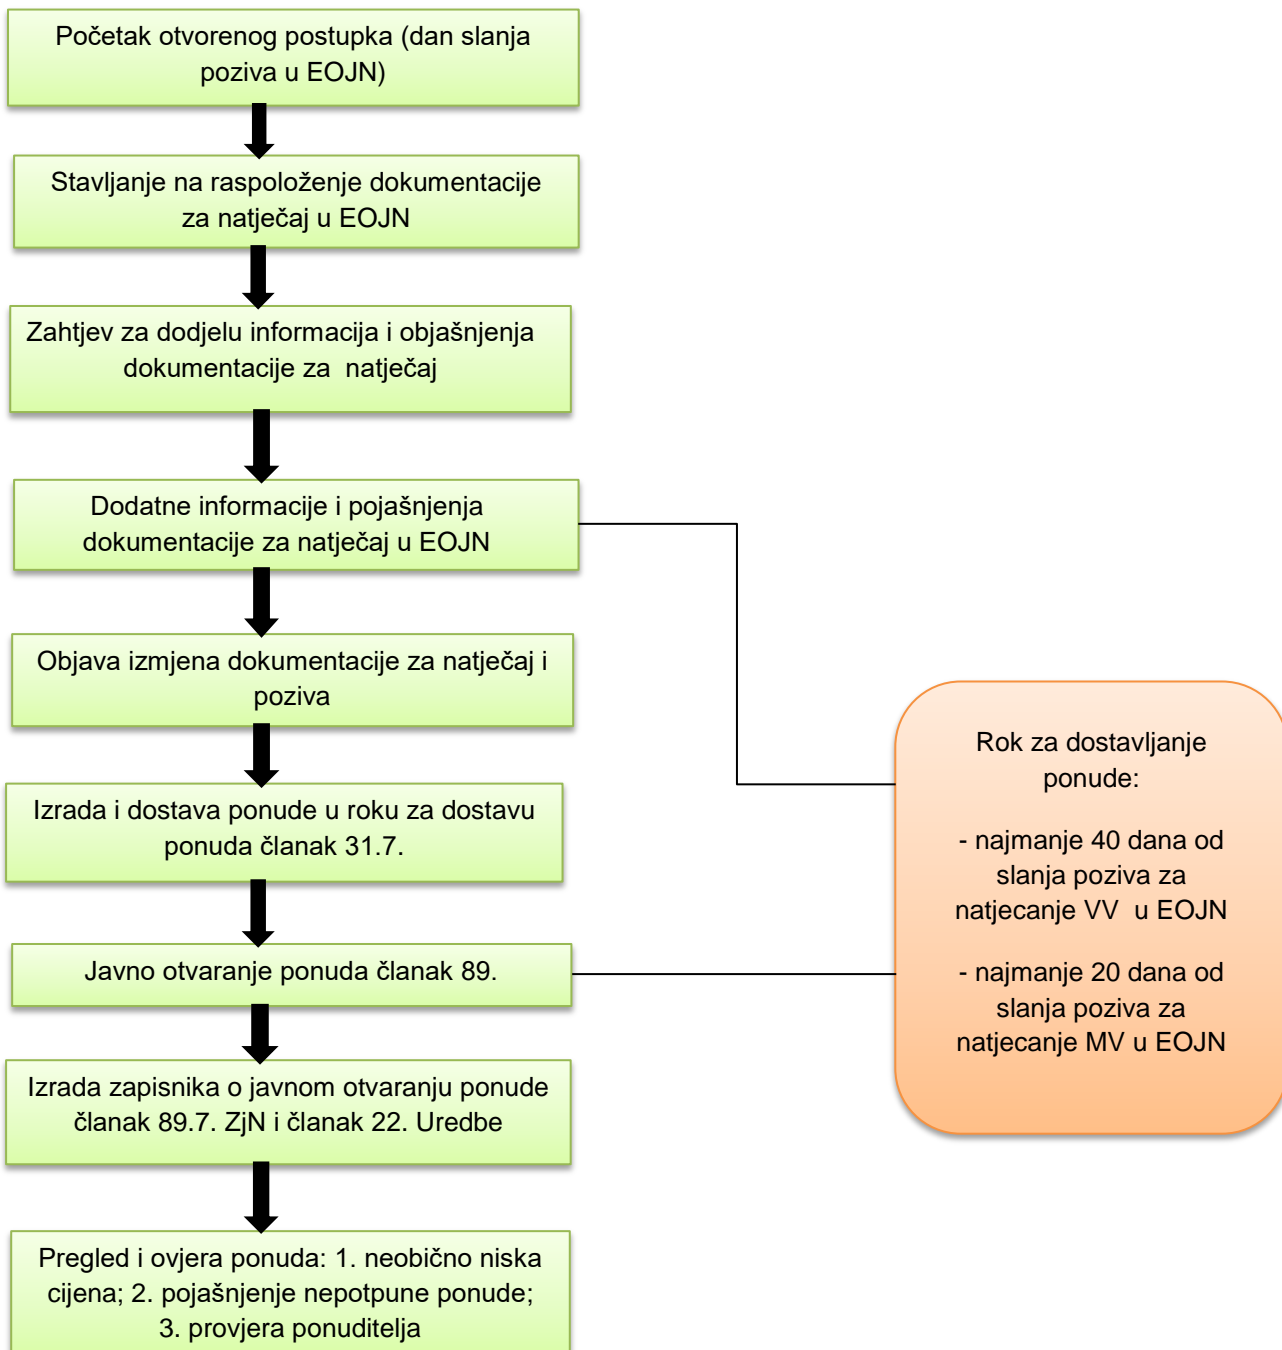 Početak otvorenog postupka (dan slanja
poziva u EOJN)
Stavljanje na raspoloženje dokumentacije
za natječaj u EOJN
Zahtjev za dodjelu informacija i objašnjenja
dokumentacije za natječaj
Dodatne informacije i pojašnjenja
dokumentacije za natječaj u EOJN
Objava izmjena dokumentacije za natječaj i
poziva
Izrada i dostava ponude u roku za dostavu
ponuda članak 31.7.
Javno otvaranje ponuda članak 89.
Izrada zapisnika o javnom otvaranju ponude
članak 89.7. ZjN i članak 22. Uredbe
Pregled i ovjera ponuda: 1. neobično niska
cijena; 2. pojašnjenje nepotpune ponude;
3. provjera ponuditelja
Rok za dostavljanje
ponude:
- najmanje 40 dana od
slanja poziva za
natjecanje VV u EOJN
- najmanje 20 dana od
slanja poziva za
natjecanje MV u EOJN